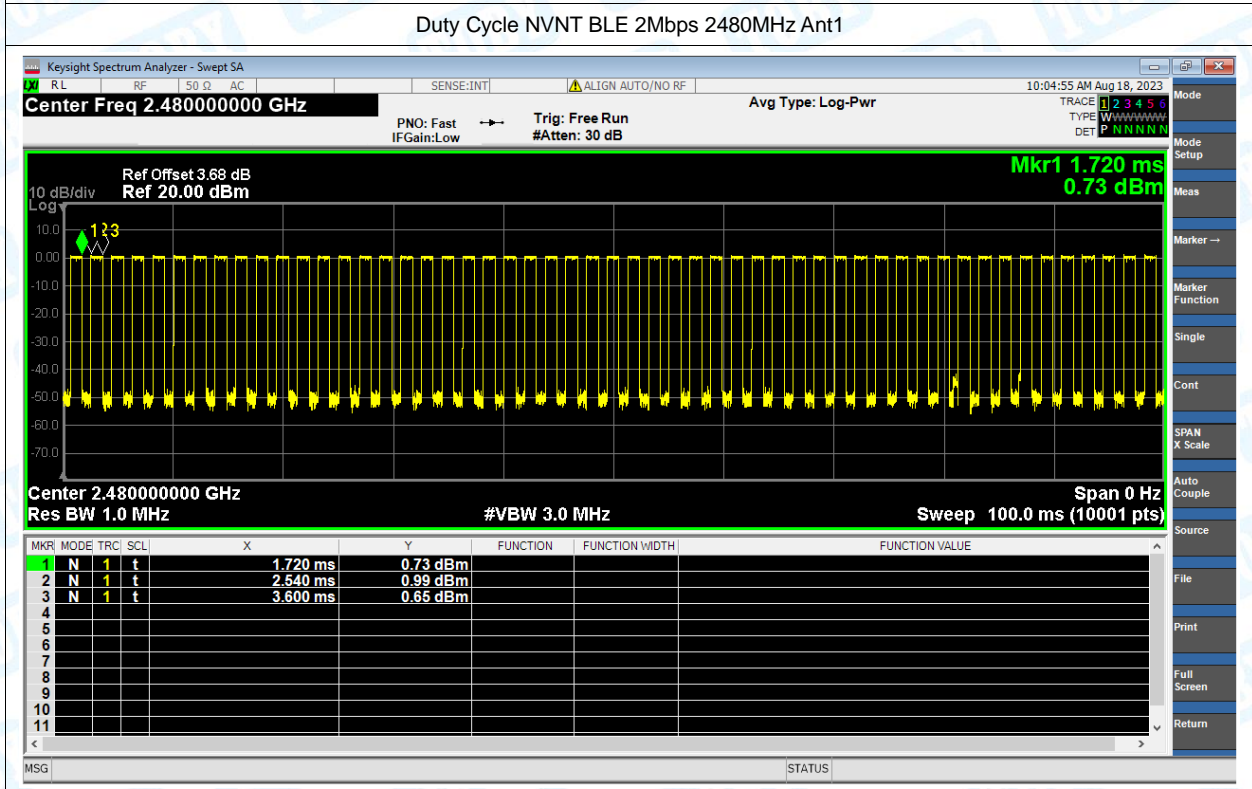 Duty Cycle NVNT BLE 2Mbps 2480MHz Ant1
Keysight Spectrum Analyzer - Swept SA
LXI RL RF 50 Ω AC SENSE:INT ALIGN AUTO/NO RF 10:04:55 AM Aug 18, 2023
Center Freq 2.480000000 GHz
PNO: Fast
IFGain:Low
Trig: Free Run
#Atten: 30 dB
Avg Type: Log-Pwr
TRACE 1 2 3 4 5 6
TYPE WWWWWWW
DET P N N N N N
Mkr1 1.720 ms
0.73 dBm
Ref Offset 3.68 dB
10 dB/div Ref 20.00 dBm
Log
1 2 3
10.0
0.00
-10.0
-20.0
-30.0
-40.0
-50.0
-60.0
-70.0
Center 2.480000000 GHz Span 0 Hz
Res BW 1.0 MHz #VBW 3.0 MHz Sweep 100.0 ms (10001 pts)
MKR MODE TRC SCL X Y FUNCTION FUNCTION WIDTH FUNCTION VALUE
1 N 1 t 1.720 ms 0.73 dBm
2 N 1 t 2.540 ms 0.99 dBm
3 N 1 t 3.600 ms 0.65 dBm
4
5
6
7
8
9
10
11
MSG STATUS
Mode
Mode
Setup
Meas
Marker→
Marker
Function
Single
Cont
SPAN
X Scale
Auto
Couple
Source
File
Print
Full
Screen
Return